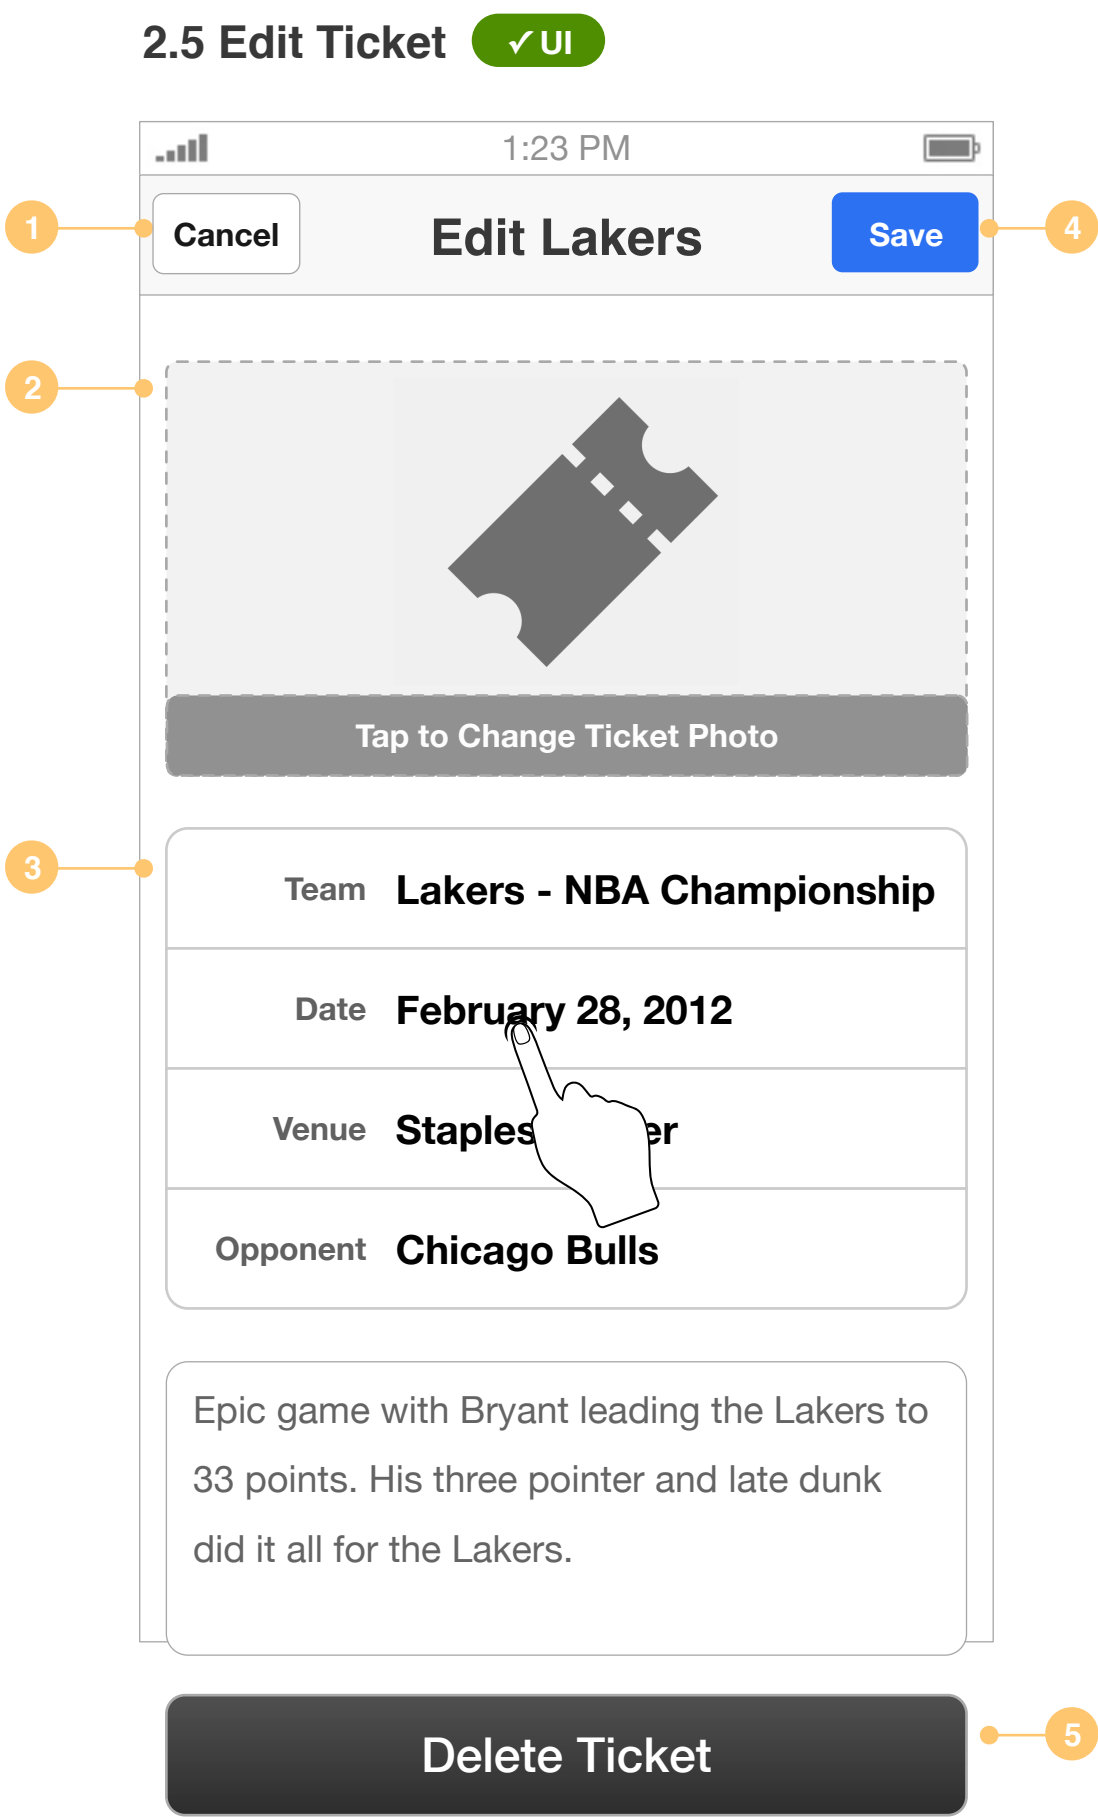 2.5 Edit Ticket ✓ UI
1:23 PM
1 Cancel Edit Lakers Save 4
2
Tap to Change Ticket Photo
3
Team Lakers - NBA Championship
Date February 28, 2012
Venue Staples er
Opponent Chicago Bulls
Epic game with Bryant leading the Lakers to
33 points. His three pointer and late dunk
did it all for the Lakers.
Delete Ticket 5